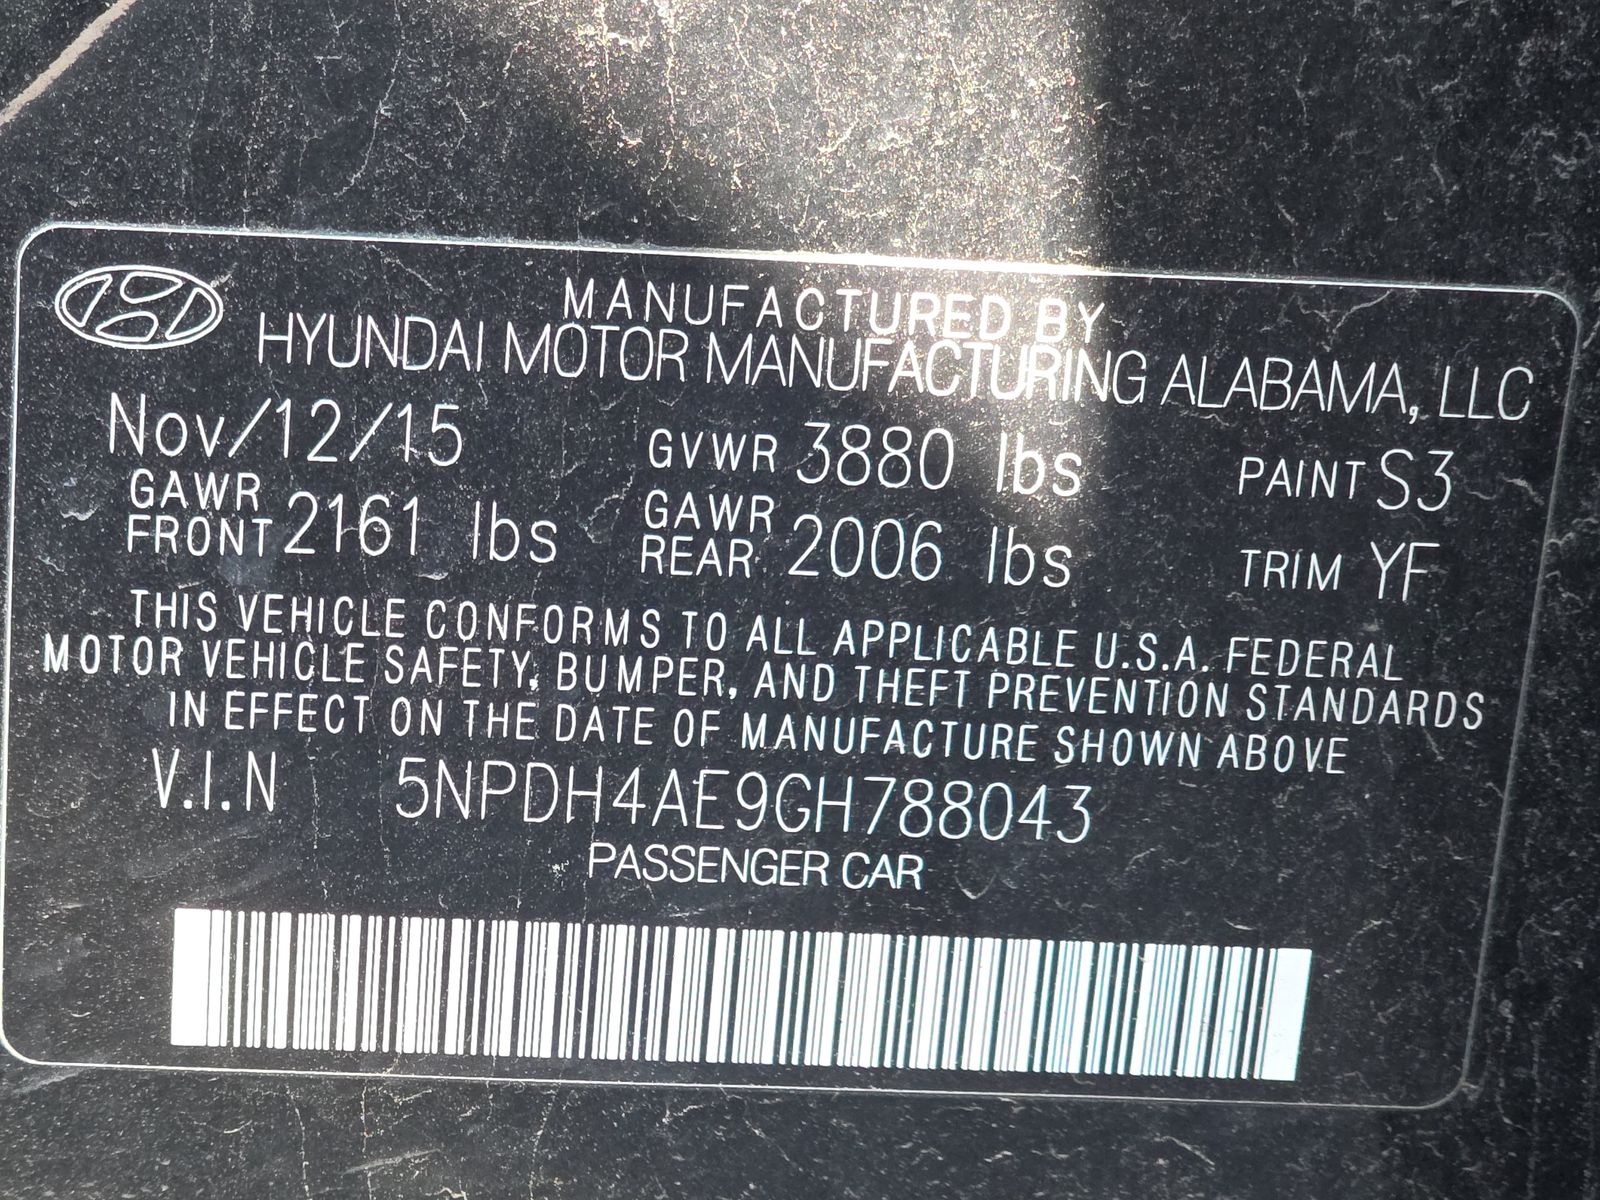 MANUFACTURED BY
HYUNDAI MOTOR MANUFACTURING ALABAMA, LLC
Nov/12/15 GVWR 3880 lbs PAINT S3
GAWR FRONT 2161 lbs GAWR REAR 2006 lbs TRIM YF
THIS VEHICLE CONFORMS TO ALL APPLICABLE U.S.A. FEDERAL
MOTOR VEHICLE SAFETY, BUMPER, AND THEFT PREVENTION STANDARDS
IN EFFECT ON THE DATE OF MANUFACTURE SHOWN ABOVE
V.I.N 5NPDH4AE9GH788043
PASSENGER CAR